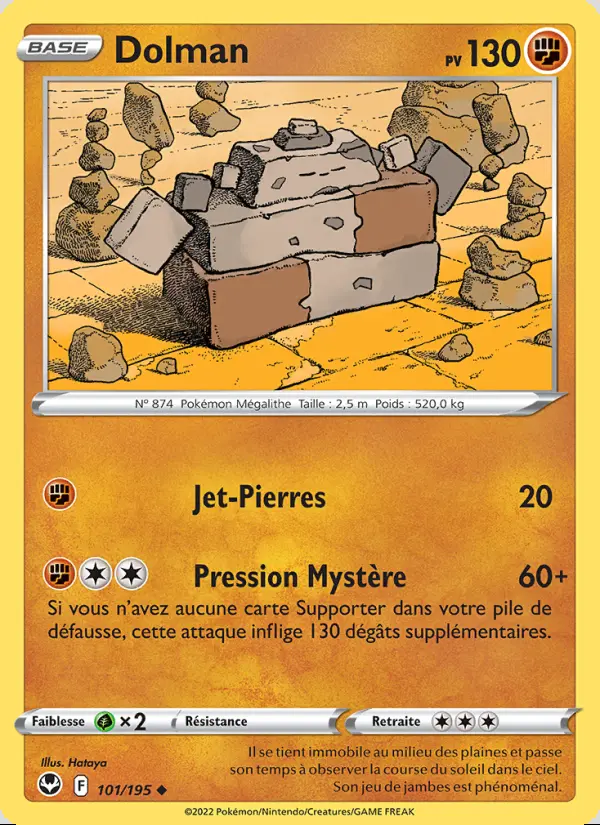 BASE Dolman PV 130
N° 874 Pokémon Mégalithe Taille : 2,5 m Poids : 520,0 kg
Jet-Pierres 20
Pression Mystère 60+
Si vous n’avez aucune carte Supporter dans votre pile de
défausse, cette attaque inflige 130 dégâts supplémentaires.
Faiblesse ×2 Résistance Retraite
Illus. Hataya
Il se tient immobile au milieu des plaines et passe
son temps à observer la course du soleil dans le ciel.
Son jeu de jambes est phénoménal.
F 101/195
©2022 Pokémon/Nintendo/Creatures/GAME FREAK